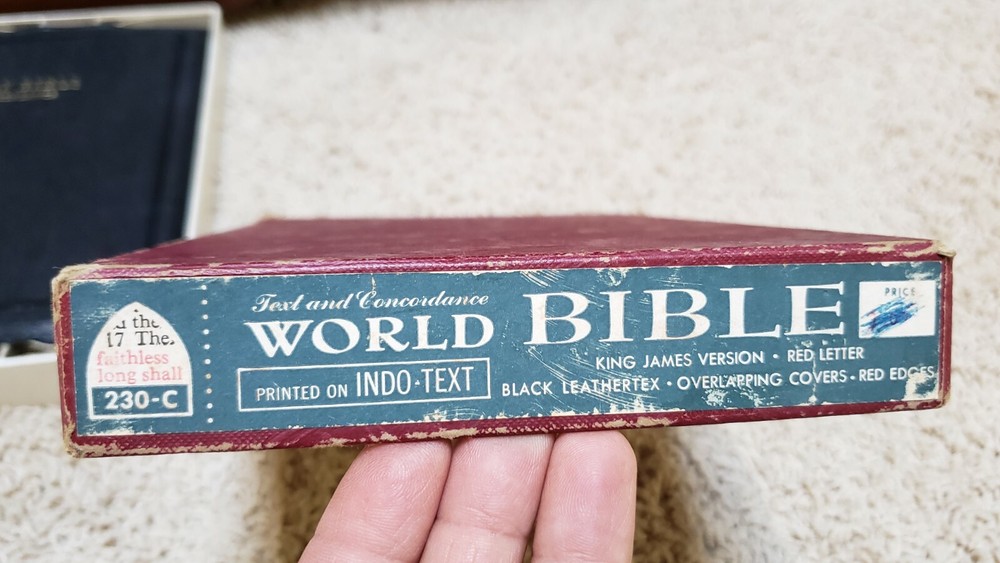 d the
17 The
faithless
long shall
230-C
Text and Concordance
WORLD BIBLE
PRINTED ON INDO·TEXT
KING JAMES VERSION · RED LETTER
BLACK LEATHERTEX · OVERLAPPING COVERS · RED EDGES
PRICE